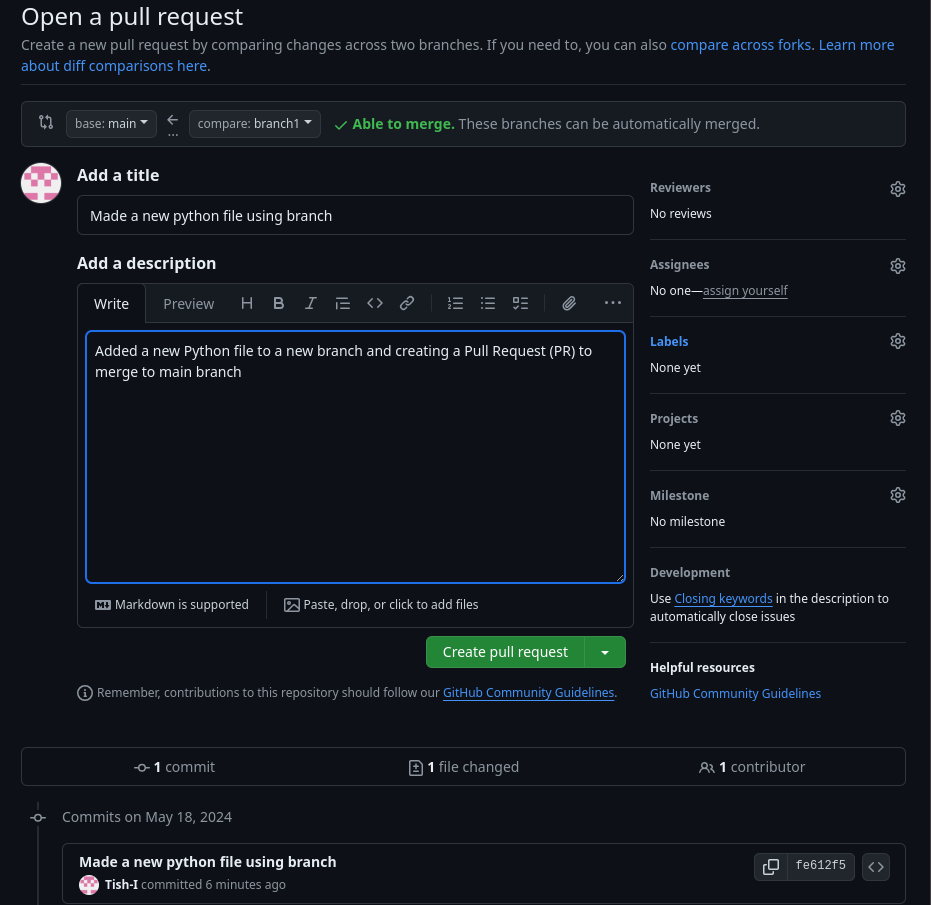 Open a pull request
Create a new pull request by comparing changes across two branches. If you need to, you can also compare across forks. Learn more
about diff comparisons here.
base: main
...
compare: branch1
Able to merge. These branches can be automatically merged.
Add a title
Made a new python file using branch
Add a description
Write
Preview
H B I
Added a new Python file to a new branch and creating a Pull Request (PR) to
merge to main branch
Markdown is supported
Paste, drop, or click to add files
Create pull request
Remember, contributions to this repository should follow our GitHub Community Guidelines.
Reviewers
No reviews
Assignees
No one—assign yourself
Labels
None yet
Projects
None yet
Milestone
No milestone
Development
Use Closing keywords in the description to
automatically close issues
Helpful resources
GitHub Community Guidelines
1 commit
1 file changed
1 contributor
Commits on May 18, 2024
Made a new python file using branch
fe612f5
Tish-I committed 6 minutes ago